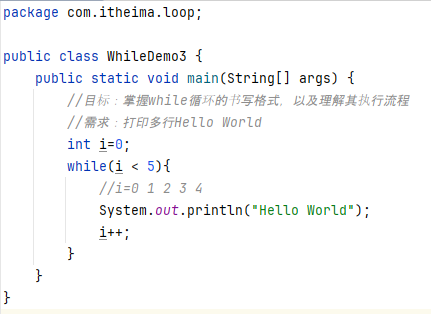 package com.itheima.loop;
public class WhileDemo3 {
public static void main(String[] args) {
//目标：掌握while循环的书写格式，以及理解其执行流程
//需求：打印多行Hello World
int i=0;
while(i < 5){
//i=0 1 2 3 4
System.out.println("Hello World");
i++;
}
}
}